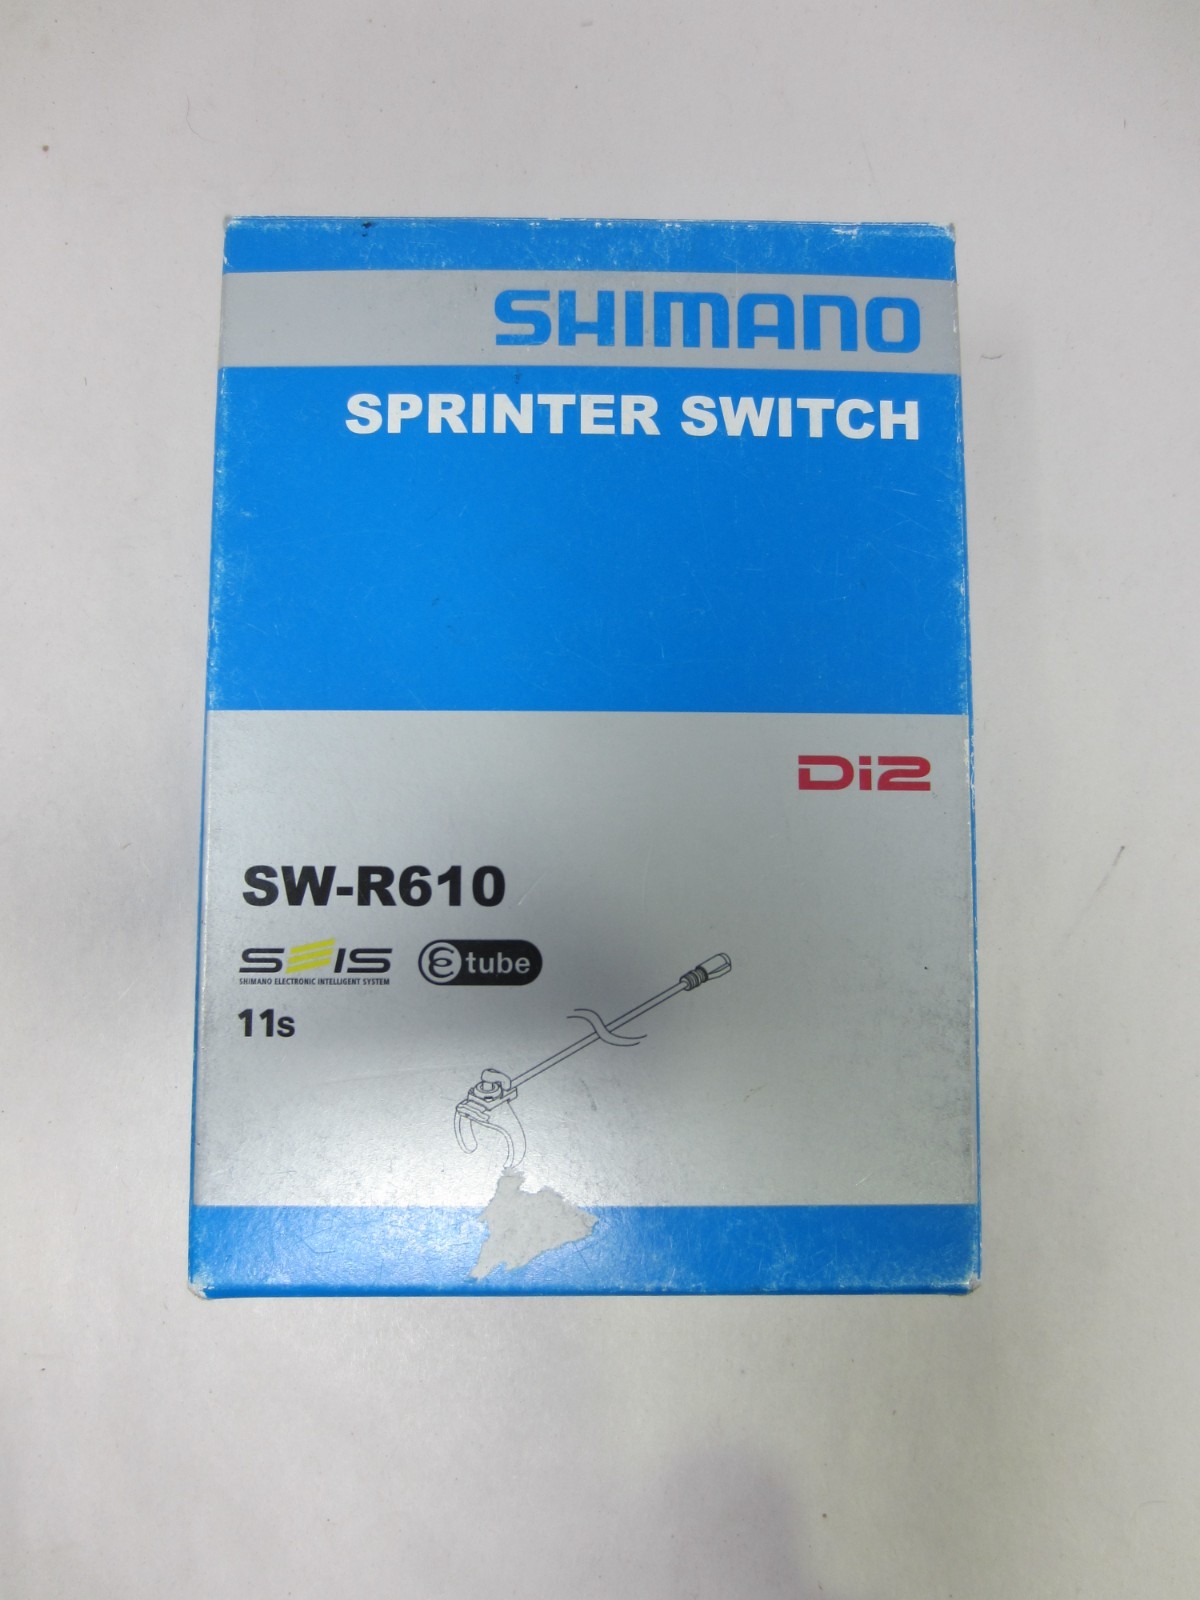 SHIMANO
SPRINTER SWITCH
Di2
SW-R610
SEIS
SHIMANO ELECTRONIC INTELLIGENT SYSTEM
e tube
11s